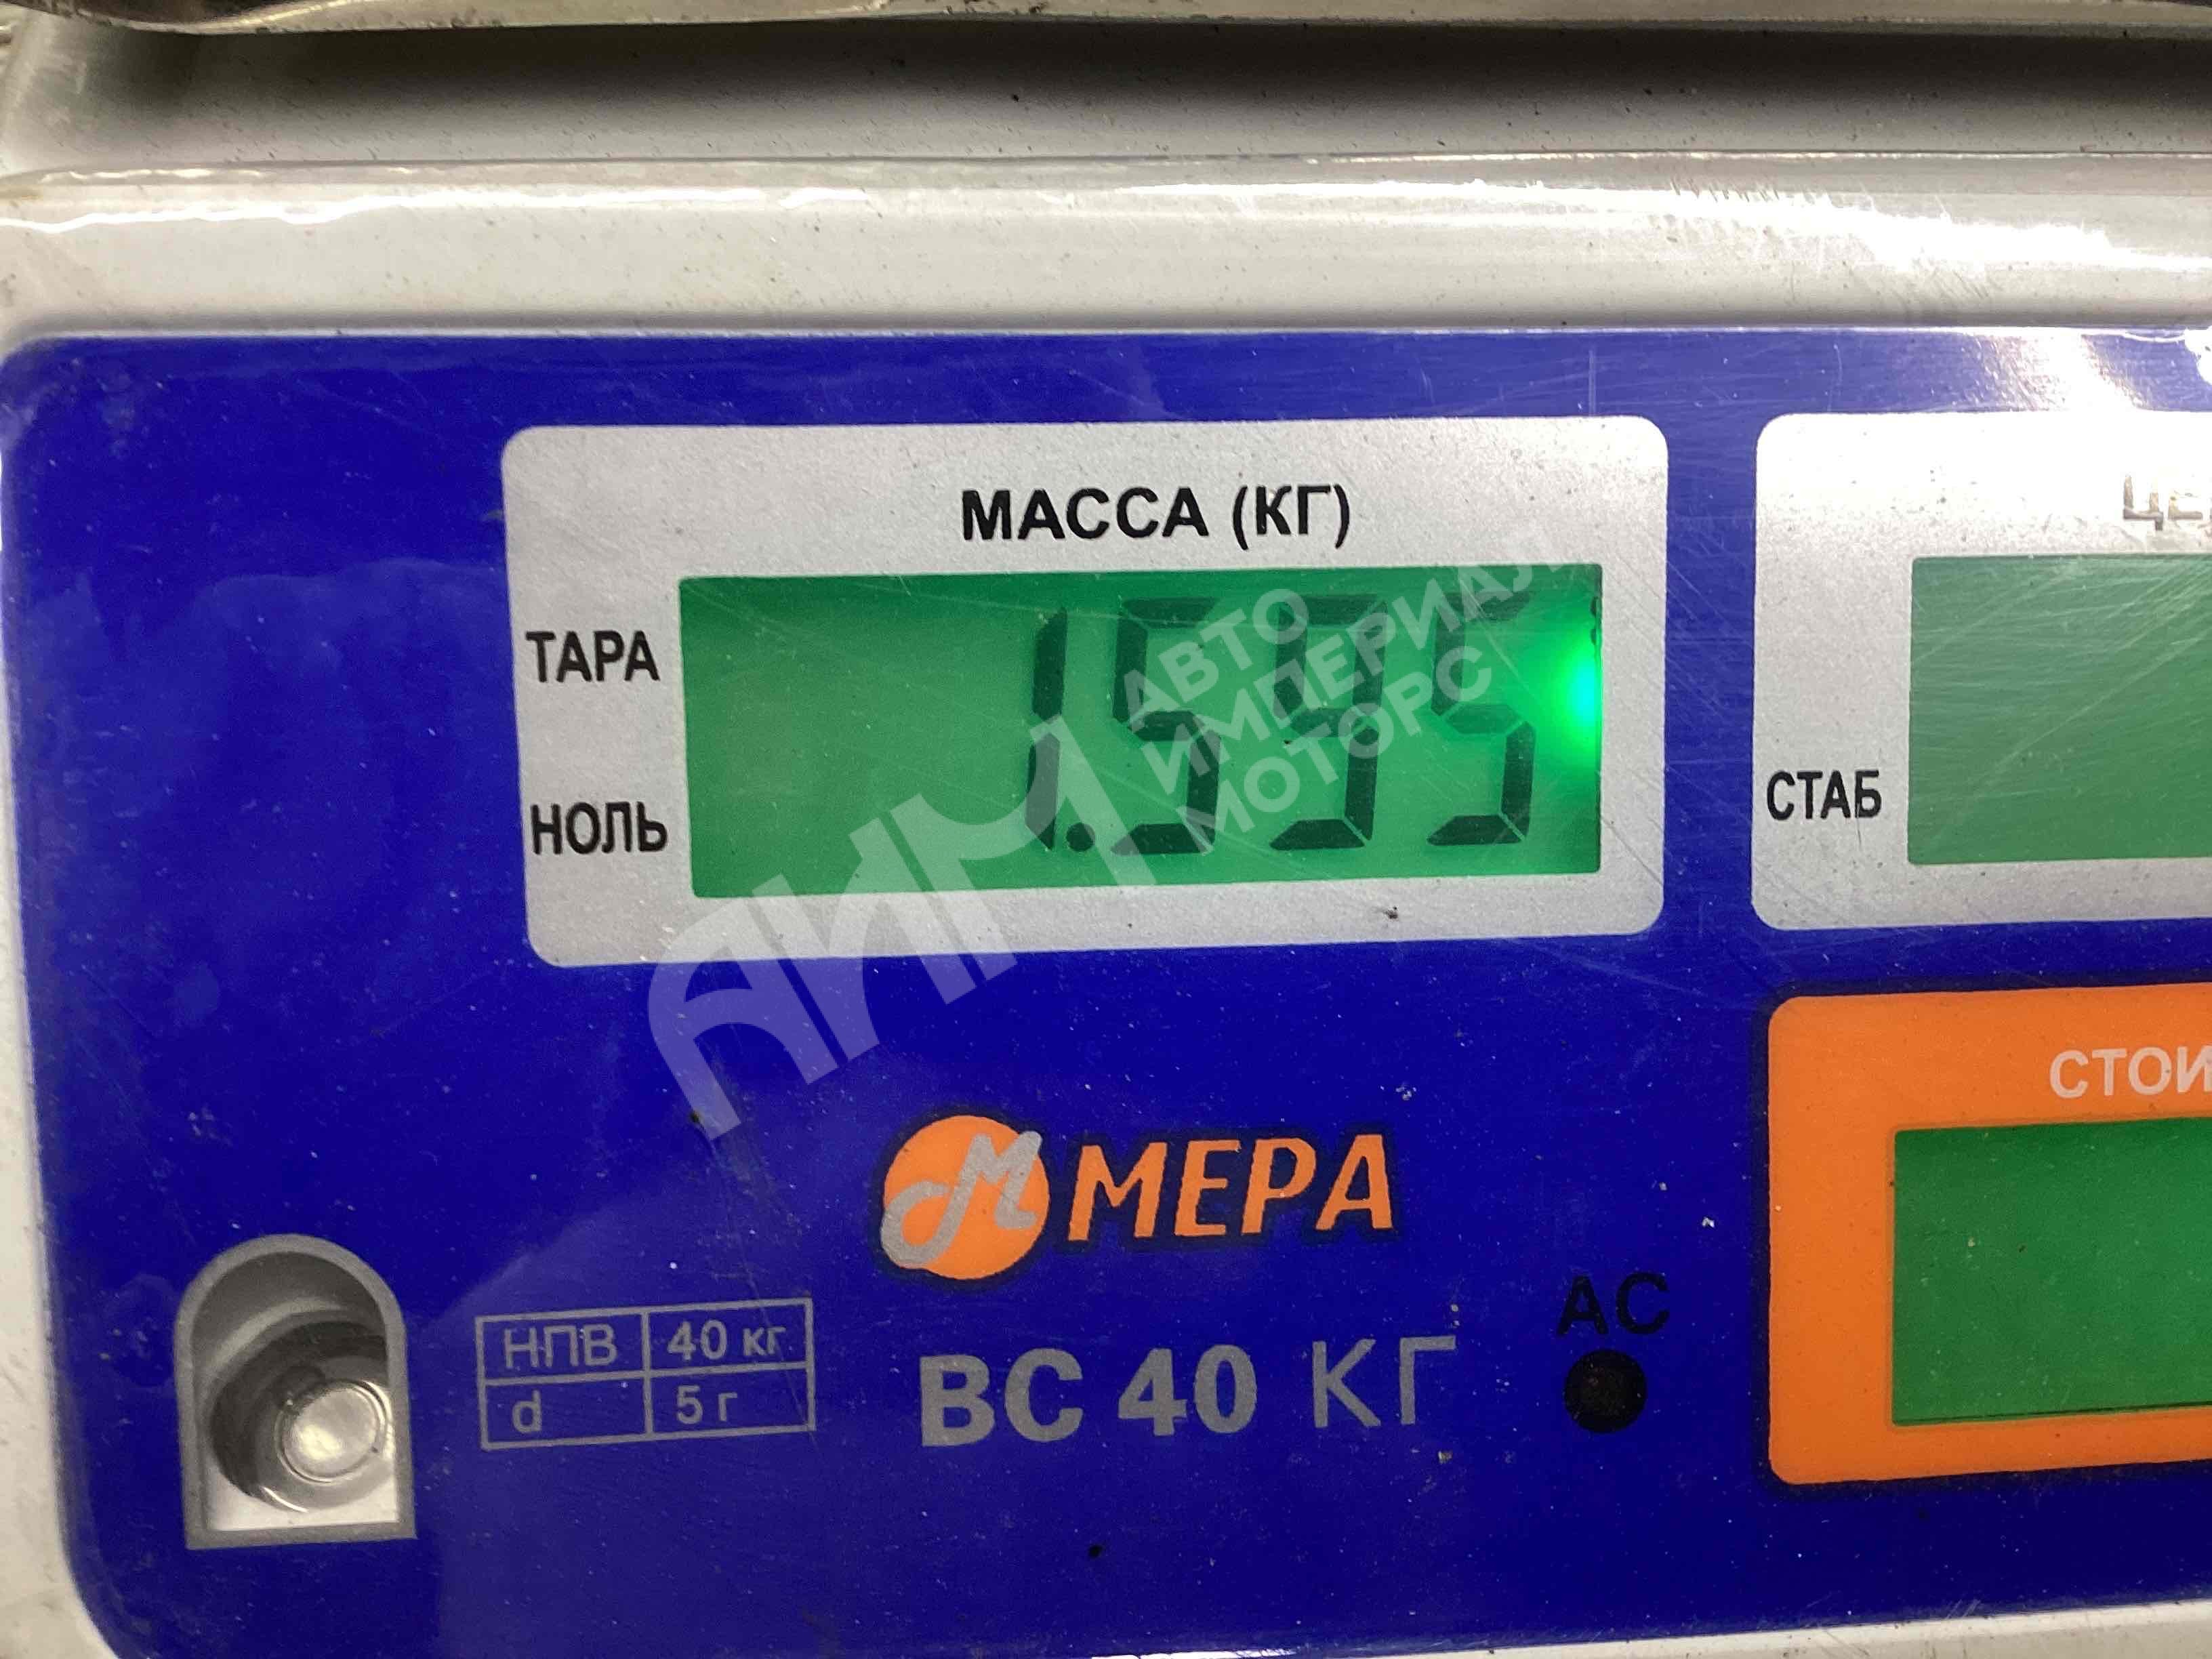 МАССА (КГ)
ТАРА
1.595
НОЛЬ
СТАБ
АВТО
ИМПЕРИАЛ
МОТОРС
АИМ
М МЕРА
НПВ 40 кг
d 5 г
ВС 40 КГ
АС